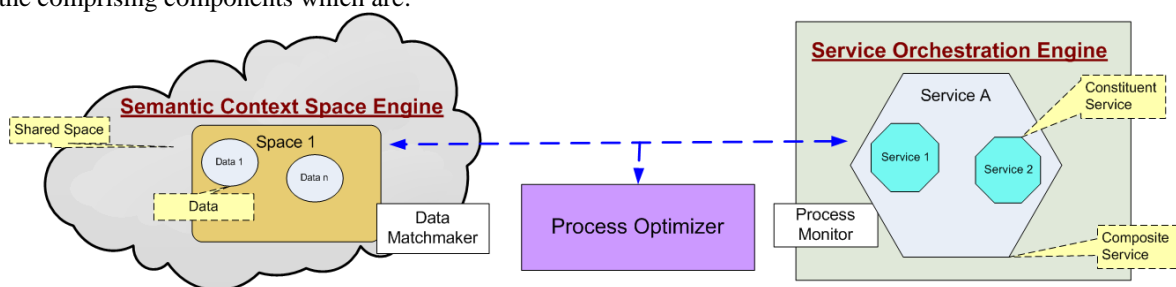 the comprising components which are:
Semantic Context Space Engine
Shared Space
Space 1
Data 1
Data n
Data
Data
Matchmaker
Process Optimizer
Service Orchestration Engine
Service A
Constituent
Service
Service 1
Service 2
Process
Monitor
Composite
Service